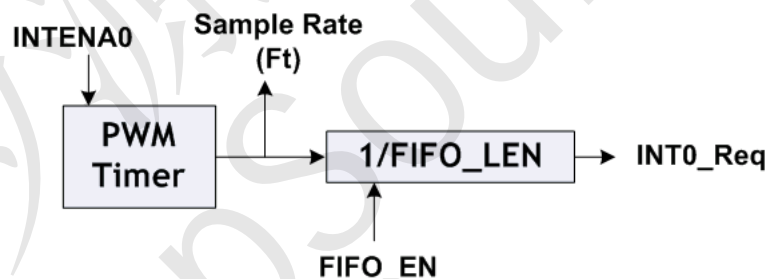 INTENA0
Sample Rate
(Ft)
PWM
Timer
1/FIFO_LEN
INT0_Req
FIFO_EN